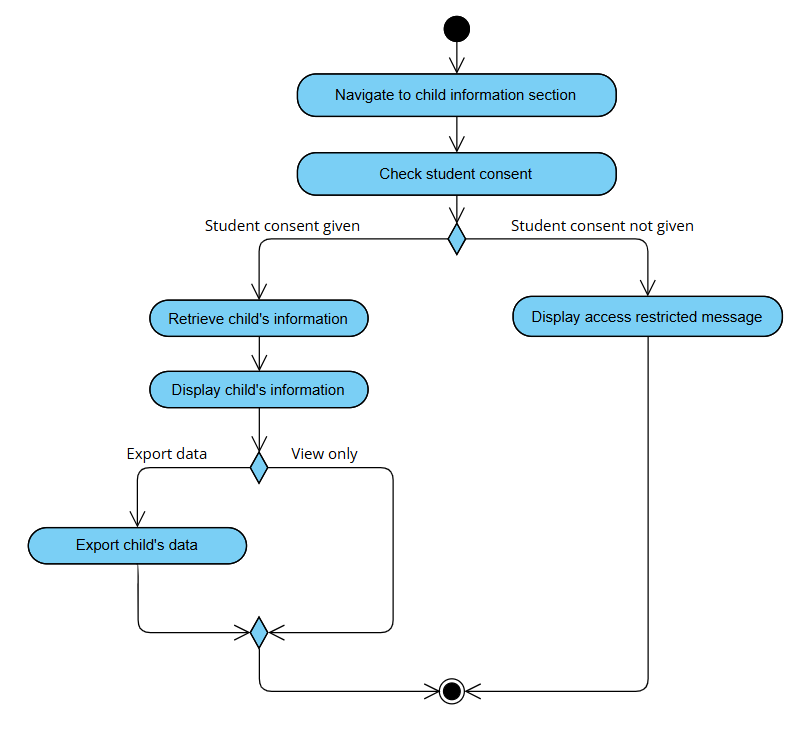 Navigate to child information section
Check student consent
Student consent given
Student consent not given
Retrieve child's information
Display access restricted message
Display child's information
Export data
View only
Export child's data